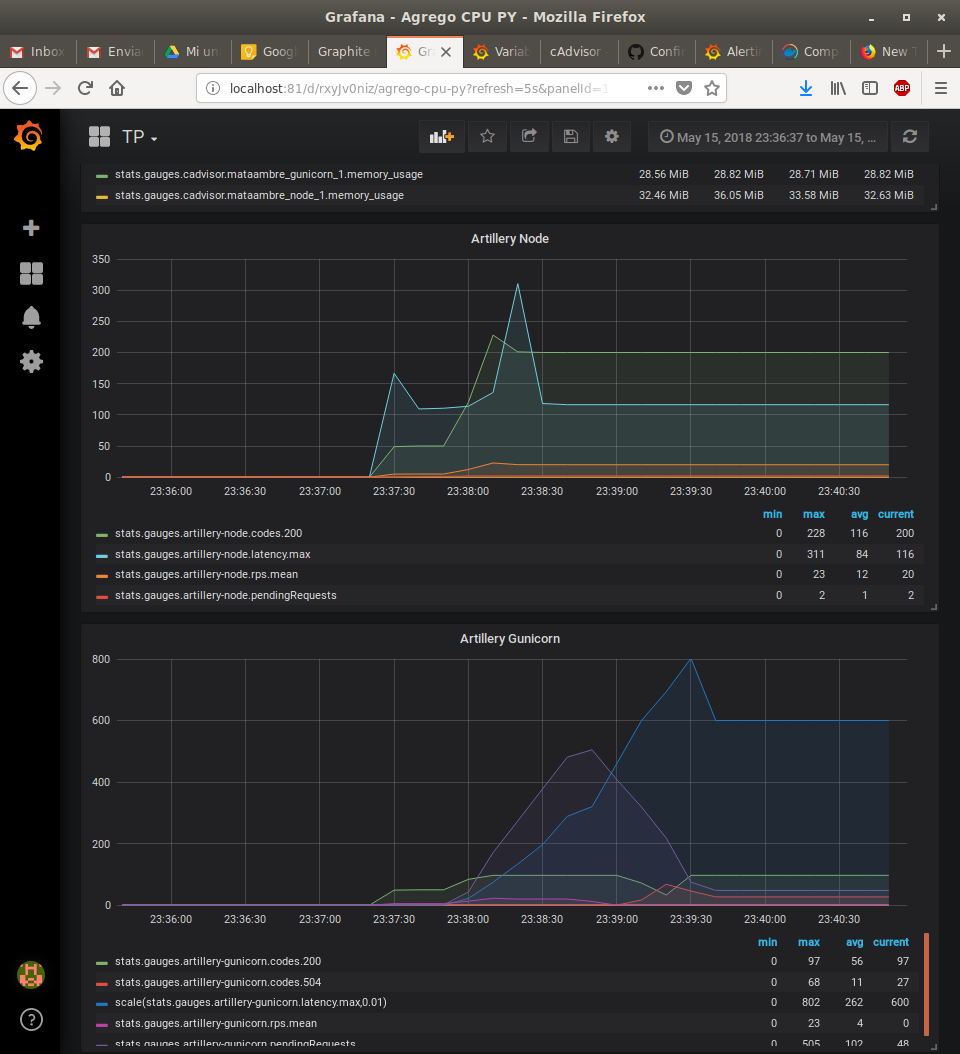 Grafana - Agrego CPU PY - Mozilla Firefox
Inbo Envia Mi un Goog Graphite Gr Varia cAdvisor Confi Alerti Comp New T
localhost:81/d/rxyJv0niz/agrego-cpu-py?refresh=5s&panelId=1
ABP
TP
May 15, 2018 23:36:37 to May 15, ...
stats.gauges.cadvisor.mataambre_gunicorn_1.memory_usage 28.56 MiB 28.82 MiB 28.71 MiB 28.82 MiB
stats.gauges.cadvisor.mataambre_node_1.memory_usage 32.46 MiB 36.05 MiB 33.58 MiB 32.63 MiB
Artillery Node
350
300
250
200
150
100
50
0
23:36:00 23:36:30 23:37:00 23:37:30 23:38:00 23:38:30 23:39:00 23:39:30 23:40:00 23:40:30
min max avg current
stats.gauges.artillery-node.codes.200 0 228 116 200
stats.gauges.artillery-node.latency.max 0 311 84 116
stats.gauges.artillery-node.rps.mean 0 23 12 20
stats.gauges.artillery-node.pendingRequests 0 2 1 2
Artillery Gunicorn
800
600
400
200
0
23:36:00 23:36:30 23:37:00 23:37:30 23:38:00 23:38:30 23:39:00 23:39:30 23:40:00 23:40:30
min max avg current
stats.gauges.artillery-gunicorn.codes.200 0 97 56 97
stats.gauges.artillery-gunicorn.codes.504 0 68 11 27
scale(stats.gauges.artillery-gunicorn.latency.max,0.01) 0 802 262 600
stats.gauges.artillery-gunicorn.rps.mean 0 23 4 0
stats.gauges.artillery-gunicorn.pendingRequests 0 505 102 48